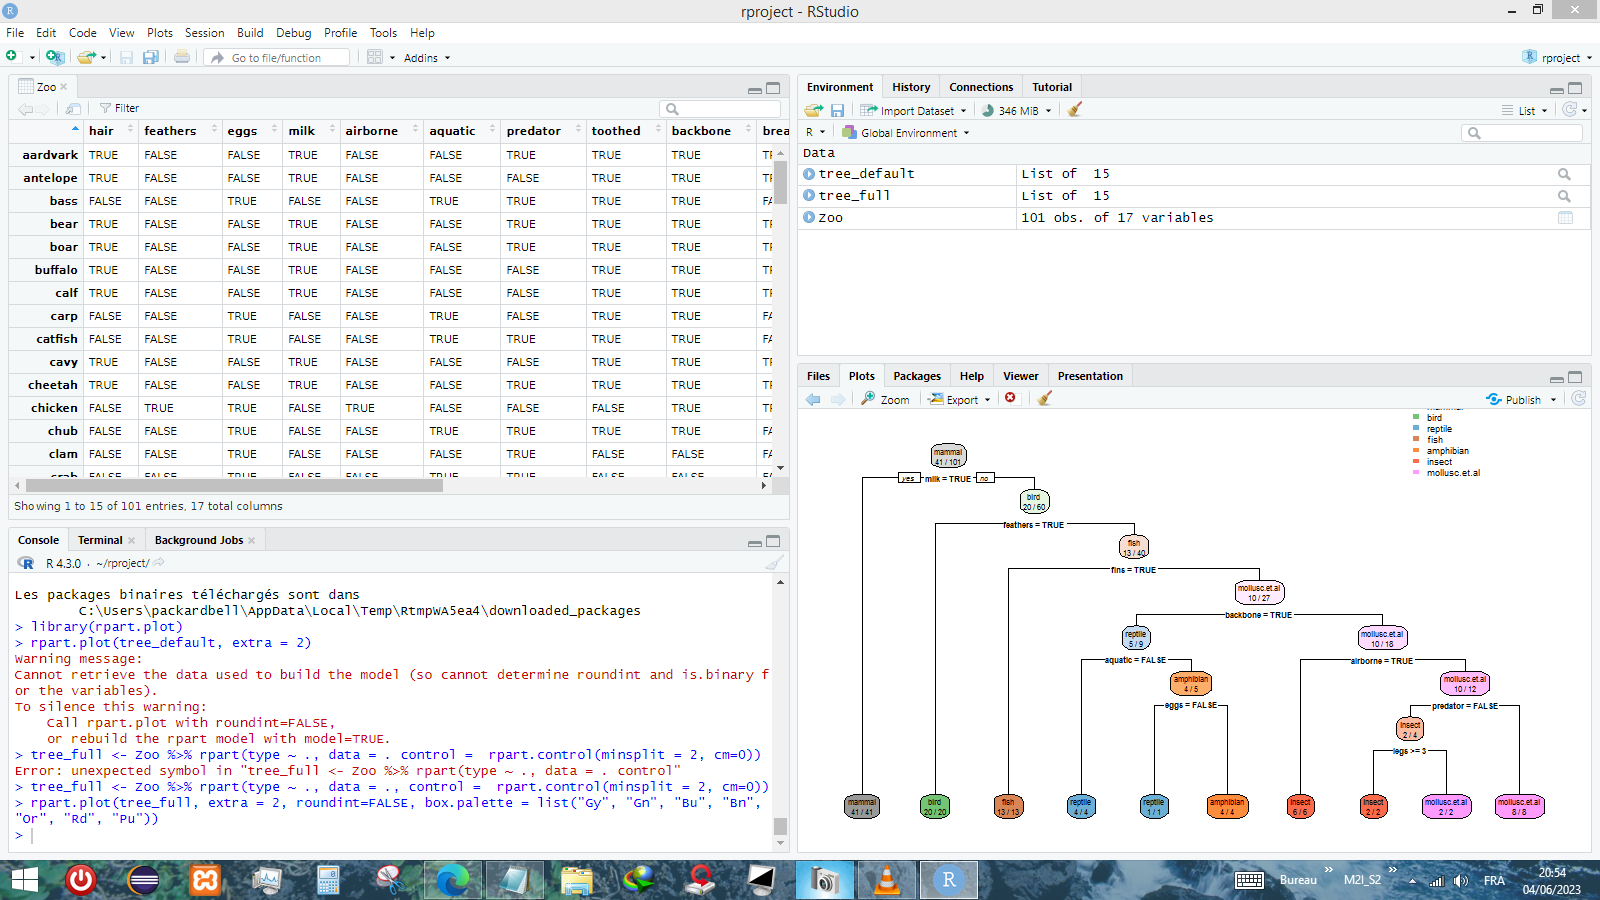 rproject - RStudio
File Edit Code View Plots Session Build Debug Profile Tools Help
Go to file/function Addins rproject
Zoo
Filter
hair feathers eggs milk airborne aquatic predator toothed backbone brea
aardvark TRUE FALSE FALSE TRUE FALSE FALSE TRUE TRUE TRUE
antelope TRUE FALSE FALSE TRUE FALSE FALSE FALSE TRUE TRUE
bass FALSE FALSE TRUE FALSE FALSE TRUE TRUE TRUE TRUE
bear TRUE FALSE FALSE TRUE FALSE FALSE TRUE TRUE TRUE
boar TRUE FALSE FALSE TRUE FALSE FALSE TRUE TRUE TRUE
buffalo TRUE FALSE FALSE TRUE FALSE FALSE FALSE TRUE TRUE
calf TRUE FALSE FALSE TRUE FALSE FALSE FALSE TRUE TRUE
carp FALSE FALSE TRUE FALSE FALSE TRUE FALSE TRUE TRUE
catfish FALSE FALSE TRUE FALSE FALSE TRUE TRUE TRUE TRUE
cavy TRUE FALSE FALSE TRUE FALSE FALSE FALSE TRUE TRUE
cheetah TRUE FALSE FALSE TRUE FALSE FALSE TRUE TRUE TRUE
chicken FALSE TRUE TRUE FALSE TRUE FALSE FALSE FALSE TRUE
chub FALSE FALSE TRUE FALSE FALSE TRUE TRUE TRUE TRUE
clam FALSE FALSE TRUE FALSE FALSE FALSE TRUE FALSE FALSE
Showing 1 to 15 of 101 entries, 17 total columns
Console Terminal Background Jobs
R 4.3.0 · ~/rproject/
Les packages binaires téléchargés sont dans
C:\Users\packardbell\AppData\Local\Temp\RtmpWA5ea4\downloaded_packages
> library(rpart.plot)
> rpart.plot(tree_default, extra = 2)
Warning message:
Cannot retrieve the data used to build the model (so cannot determine roundint and is.binary f
or the variables).
To silence this warning:
Call rpart.plot with roundint=FALSE,
or rebuild the rpart model with model=TRUE.
> tree_full <- Zoo %>% rpart(type ~ ., data = . control =  rpart.control(minsplit = 2, cm=0))
Error: unexpected symbol in "tree_full <- Zoo %>% rpart(type ~ ., data = . control"
> tree_full <- Zoo %>% rpart(type ~ ., data = ., control =  rpart.control(minsplit = 2, cm=0))
> rpart.plot(tree_full, extra = 2, roundint=FALSE, box.palette = list("Gy", "Gn", "Bu", "Bn",
"Or", "Rd", "Pu"))
>
Environment History Connections Tutorial
Import Dataset 346 MiB List
R Global Environment
Data
tree_default List of 15
tree_full List of 15
Zoo 101 obs. of 17 variables
Files Plots Packages Help Viewer Presentation
Zoom Export Publish
bird
reptile
fish
amphibian
insect
mollusc.et.al
mammal
41 / 101
yes milk = TRUE no
bird
20 / 60
feathers = TRUE
fish
13 / 40
fins = TRUE
mollusc.et.al
10 / 27
backbone = TRUE
reptile
5 / 9
mollusc.et.al
10 / 18
aquatic = FALSE
airborne = TRUE
amphibian
4 / 5
mollusc.et.al
10 / 12
eggs = FALSE
predator = FALSE
insect
2 / 4
legs >= 3
mammal bird fish reptile reptile amphibian insect insect mollusc.et.al mollusc.et.al
41 / 41 20 / 20 13 / 13 4 / 4 1 / 1 4 / 4 6 / 6 2 / 2 2 / 2 8 / 8
Bureau M2I_S2 FRA
20:54
04/06/2023